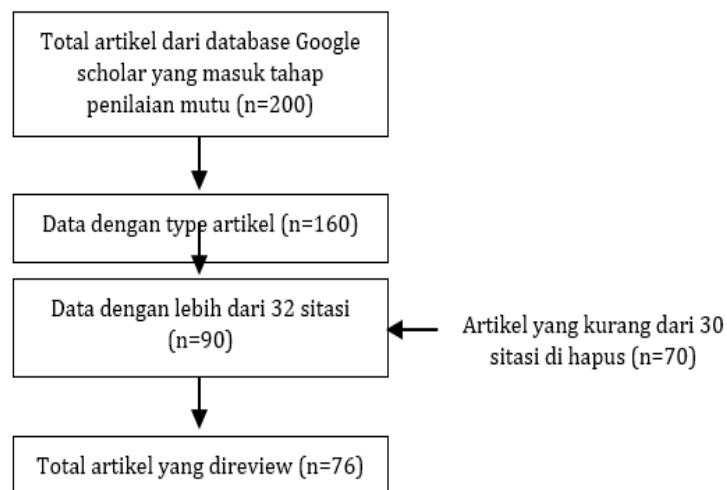 Total artikel dari database Google
scholar yang masuk tahap
penilaian mutu (n=200)
Data dengan type artikel (n=160)
Data dengan lebih dari 32 sitasi
(n=90)
Artikel yang kurang dari 30
sitasi di hapus (n=70)
Total artikel yang direview (n=76)